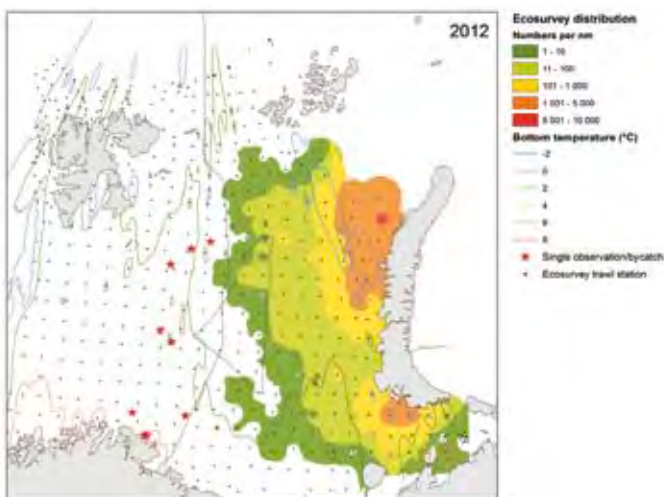 2012
Ecosurvey distribution
Numbers per nm
1 - 10
11 - 100
101 - 1 000
1 001 - 5 000
5 001 - 10 000
Bottom temperature (°C)
-2
0
2
4
6
8
Single observation/bycatch
Ecosurvey trawl station